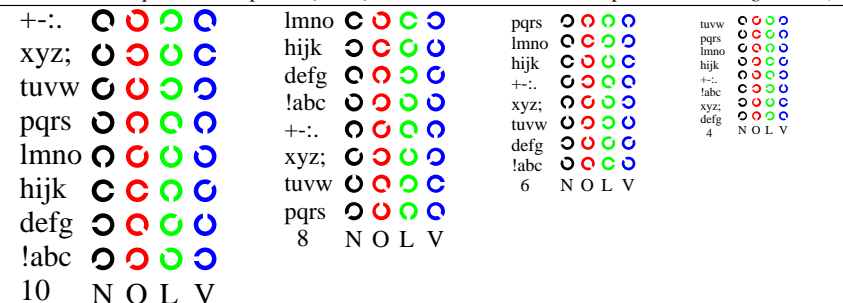 +-:.
xyz;
tuvw
pqrs
lmno
hijk
defg
!abc
10 N O L V
lmno
hijk
defg
!abc
+-:.
xyz;
tuvw
pqrs
8 N O L V
pqrs
lmno
hijk
+-:.
xyz;
tuvw
defg
!abc
6 N O L V
tuvw
pqrs
lmno
hijk
+-:.
!abc
xyz;
defg
4 N O L V